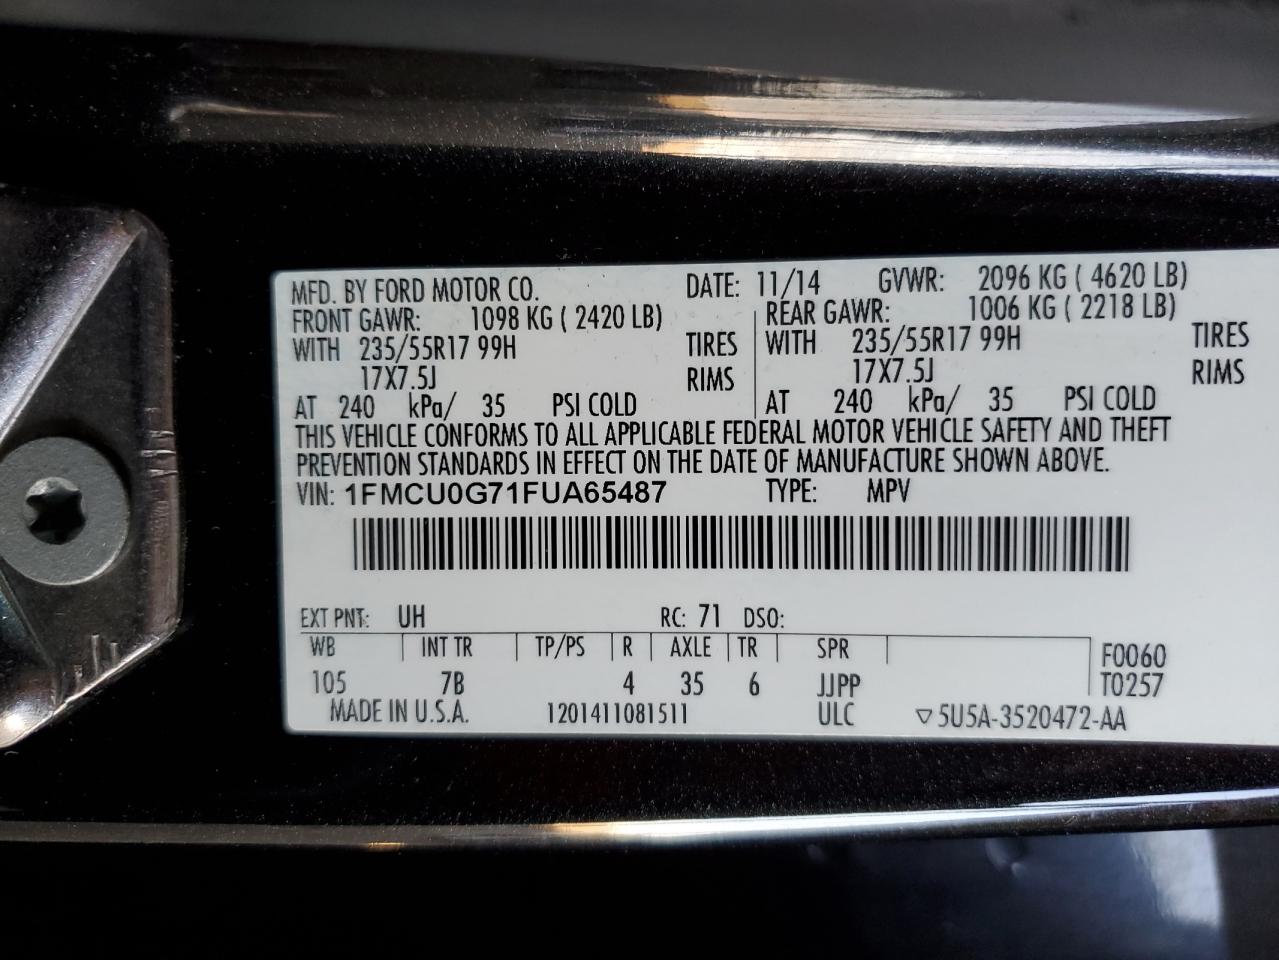 MFD. BY FORD MOTOR CO. DATE: 11/14 GVWR: 2096 KG ( 4620 LB)
FRONT GAWR: 1098 KG ( 2420 LB) REAR GAWR: 1006 KG ( 2218 LB)
WITH 235/55R17 99H TIRES WITH 235/55R17 99H TIRES
17X7.5J RIMS 17X7.5J RIMS
AT 240 kPa/ 35 PSI COLD AT 240 kPa/ 35 PSI COLD
THIS VEHICLE CONFORMS TO ALL APPLICABLE FEDERAL MOTOR VEHICLE SAFETY AND THEFT
PREVENTION STANDARDS IN EFFECT ON THE DATE OF MANUFACTURE SHOWN ABOVE.
VIN: 1FMCU0G71FUA65487 TYPE: MPV
EXT PNT: UH RC: 71 DSO:
WB INT TR TP/PS R AXLE TR SPR F0060
105 7B 4 35 6 JJPP T0257
MADE IN U.S.A. 1201411081511 ULC ▽5U5A-3520472-AA